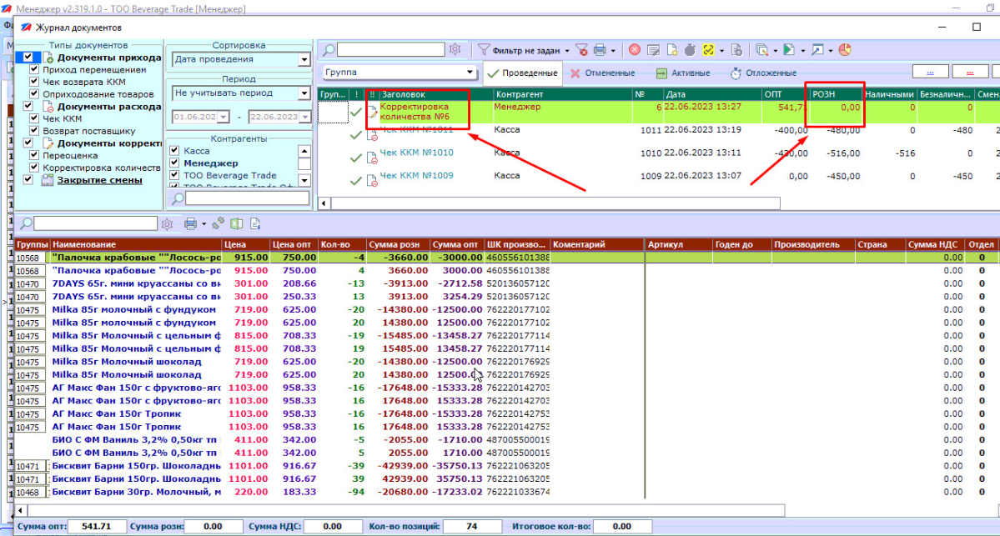 Менеджер v2.319.1.0 - ТОО Beverage Trade [Менеджер]
Журнал документов
Типы документов
Документы прихода
Приход перемещением
Чек возврата ККМ
Оприходование товаров
Документы расхода
Чек ККМ
Возврат поставщику
Документы коррект
Переоценка
Корректировка количеств
Закрытие смены
Сортировка
Дата проведения
Период
Не учитывать период
01.06.202 - 22.06.2023
Контрагенты
Касса
Менеджер
ТОО Beverage Trade
Фильтр не задан
Группа
Проведенные Отмененные Активные Отложенные
Груп... ! !! Заголовок Контрагент № Дата ОПТ РОЗН Наличными Безналичн... Смен
Корректировка количества №6 Менеджер 6 22.06.2023 13:27 541,71 0,00
Чек ККМ №1011 Касса 1011 22.06.2023 13:19 -400,00 -480,00 0 -480
Чек ККМ №1010 Касса 1010 22.06.2023 13:11 -430,00 -516,00 -516 0
Чек ККМ №1009 Касса 1009 22.06.2023 13:07 0,00 -450,00 0 -450
Группы Наименование Цена Цена опт Кол-во Сумма розн Сумма опт ШК произво... Коментарий Артикул Годен до Производитель Страна Сумма НДС Отдел
10568 "Палочка крабовые ""Лосось-ро 915.00 750.00 -4 -3660.00 -3000.00 460556101388 0.00 0
10568 "Палочка крабовые ""Лосось-ро 915.00 750.00 4 3660.00 3000.00 460556101388 0.00 0
10470 7DAYS 65г. мини круассаны со ви 301.00 208.66 -13 -3913.00 -2712.58 520136057120 0.00 0
10470 7DAYS 65г. мини круассаны со ви 301.00 250.33 13 3913.00 3254.29 520136057120 0.00 0
10475 Milka 85г молочный с фундуком 719.00 625.00 -20 -14380.00 -12500.00 762220177102 0.00 0
10475 Milka 85г молочный с фундуком 719.00 625.00 20 14380.00 12500.00 762220177102 0.00 0
10475 Milka 85г Молочный с цельным ф 815.00 708.33 -19 -15485.00 -13458.27 762220177114 0.00 0
10475 Milka 85г Молочный с цельным ф 815.00 708.33 19 15485.00 13458.27 762220177114 0.00 0
10475 Milka 85г Молочный шоколад 719.00 625.00 -20 -14380.00 -12500.00 762220176929 0.00 0
10475 Milka 85г Молочный шоколад 719.00 625.00 20 14380.00 12500.00 762220176929 0.00 0
10475 АГ Макс Фан 150г с фруктово-яго 1103.00 958.33 -16 -17648.00 -15333.28 762220142703 0.00 0
10475 АГ Макс Фан 150г с фруктово-яго 1103.00 958.33 16 17648.00 15333.28 762220142703 0.00 0
10475 АГ Макс Фан 150г Тропик 1103.00 958.33 -16 -17648.00 -15333.28 762220142753 0.00 0
10475 АГ Макс Фан 150г Тропик 1103.00 958.33 16 17648.00 15333.28 762220142753 0.00 0
БИО С ФМ Ваниль 3,2% 0,50кг тп 411.00 342.00 -5 -2055.00 -1710.00 487005500019 0.00 0
БИО С ФМ Ваниль 3,2% 0,50кг тп 411.00 342.00 5 2055.00 1710.00 487005500019 0.00 0
10471 Бисквит Барни 150гр. Шоколаднь 1101.00 916.67 -39 -42939.00 -35750.13 762221063205 0.00 0
10471 Бисквит Барни 150гр. Шоколаднь 1101.00 916.67 39 42939.00 35750.13 762221063205 0.00 0
10468 Бисквит Барни 30гр. Молочный, м 220.00 183.33 -94 -20680.00 -17233.02 762221033674 0.00 0
Сумма опт: 541.71 Сумма розн: 0.00 Сумма НДС: 0.00 Кол-во позиций: 74 Итоговое кол-во: 0.00